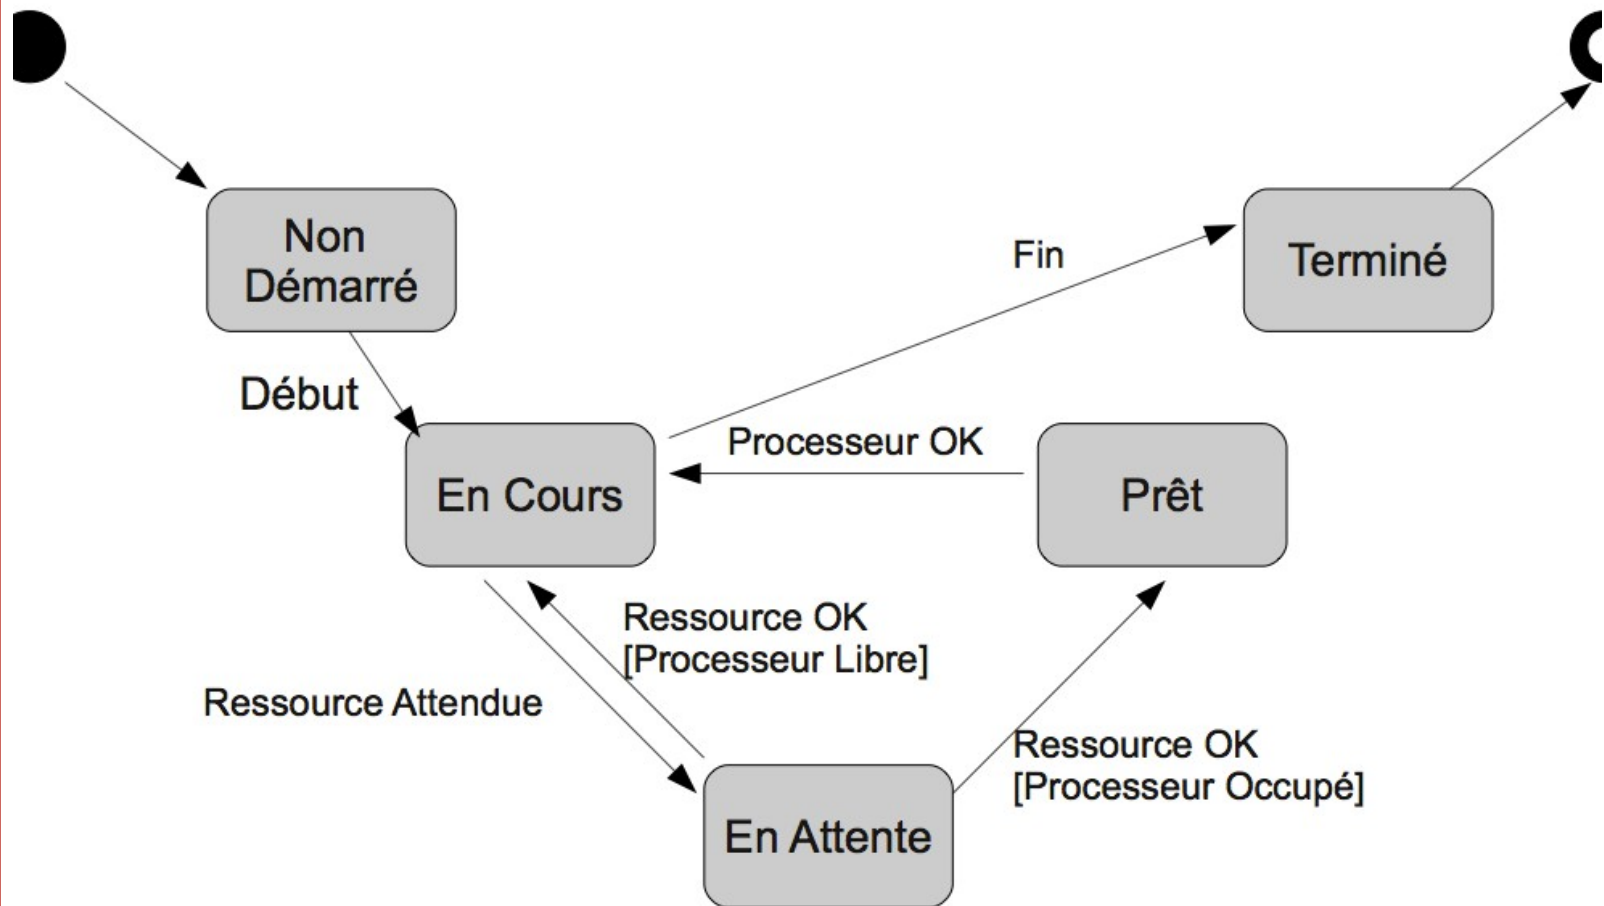 Non
Démarré
Fin
Terminé
Début
Processeur OK
En Cours
Prêt
Ressource OK
[Processeur Libre]
Ressource Attendue
Ressource OK
[Processeur Occupé]
En Attente